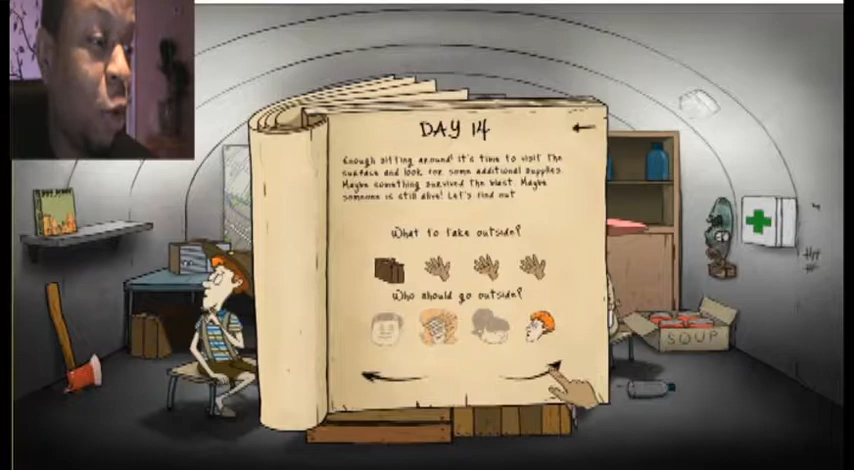 DAY 14
Enough sitting around! it's time to visit the
surface and look for some additional supplies.
Maybe something survived the blast. Maybe
someone is still alive! Let's find out
What to take outside?
Who should go outside?
SOUP